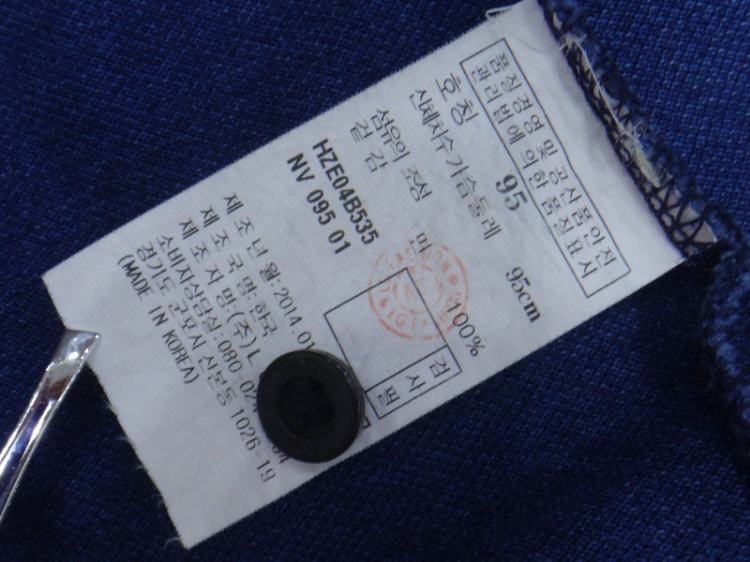 품질경영 및 공산품안전
관리법에 의한 품질표시
호칭 95
신체치수 가슴둘레 95cm
섬유의 조성
겉감 면 100%
HZE04B535
NV 095 01
검사필
제 조 년 월: 2014.01
제 조 국 명: 한국
제 조 자 명: (주) L
소비자상담실: 080-02
경기도 군포시 산본동 1026-19
(MADE IN KOREA)